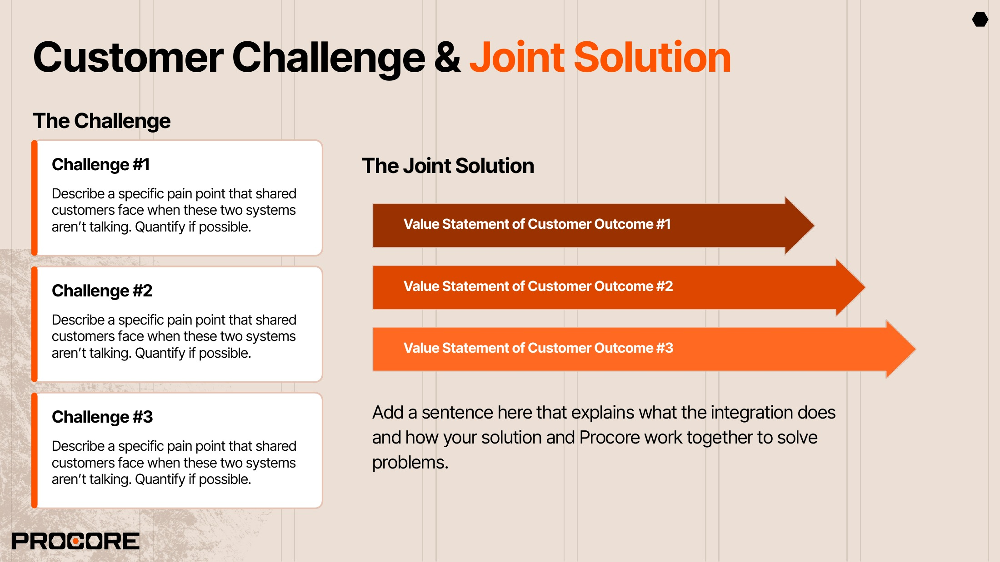 Customer Challenge & Joint Solution
The Challenge
Challenge #1
Describe a specific pain point that shared
customers face when these two systems
aren’t talking. Quantify if possible.
Challenge #2
Describe a specific pain point that shared
customers face when these two systems
aren’t talking. Quantify if possible.
Challenge #3
Describe a specific pain point that shared
customers face when these two systems
aren’t talking. Quantify if possible.
The Joint Solution
Value Statement of Customer Outcome #1
Value Statement of Customer Outcome #2
Value Statement of Customer Outcome #3
Add a sentence here that explains what the integration does
and how your solution and Procore work together to solve
problems.
PROCORE